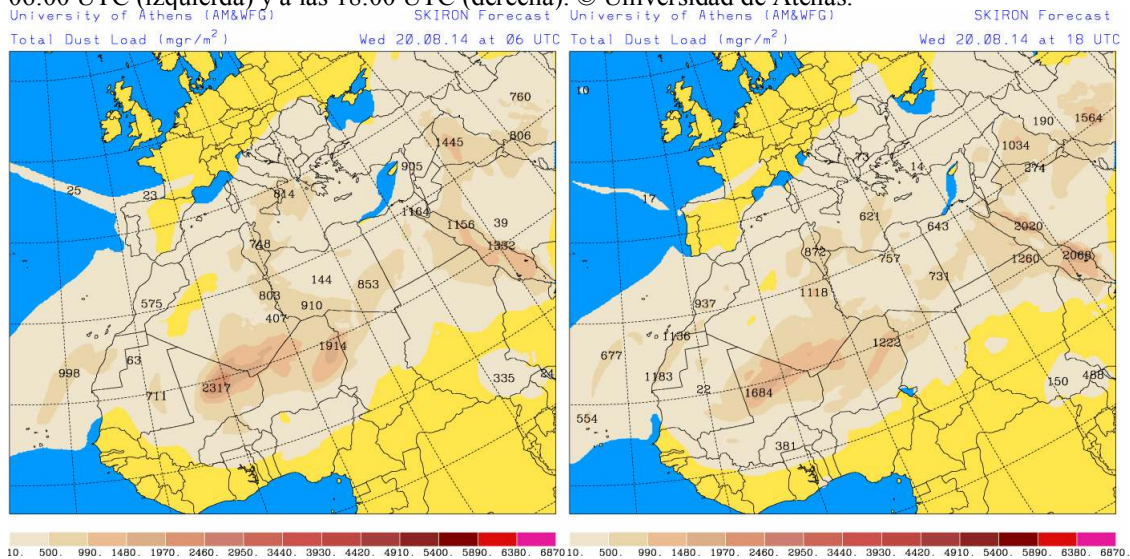 06:00 UTC (izquierda) y a las 18:00 UTC (derecha). © Universidad de Atenas.
University of Athens (AM&WFG) SKIRON Forecast
Total Dust Load (mgr/m²) Wed 20.08.14 at 06 UTC
760
1445 806
905
25 23 814
1164
1156 39
748 1332
144
575 803 853
910
407
1914
63
998
2317 335 24
711
10. 500. 990. 1480. 1970. 2460. 2950. 3440. 3930. 4420. 4910. 5400. 5890. 6380. 6870
University of Athens (AM&WFG) SKIRON Forecast
Total Dust Load (mgr/m²) Wed 20.08.14 at 18 UTC
10
190 1564
1034
73 14 274
17
621
643 2020
872 757 1260
731
1118
937
1136 1222
677
1183 22 150 488
1684
554
381
10. 500. 990. 1480. 1970. 2460. 2950. 3440. 3930. 4420. 4910. 5400. 5890. 6380. 6870